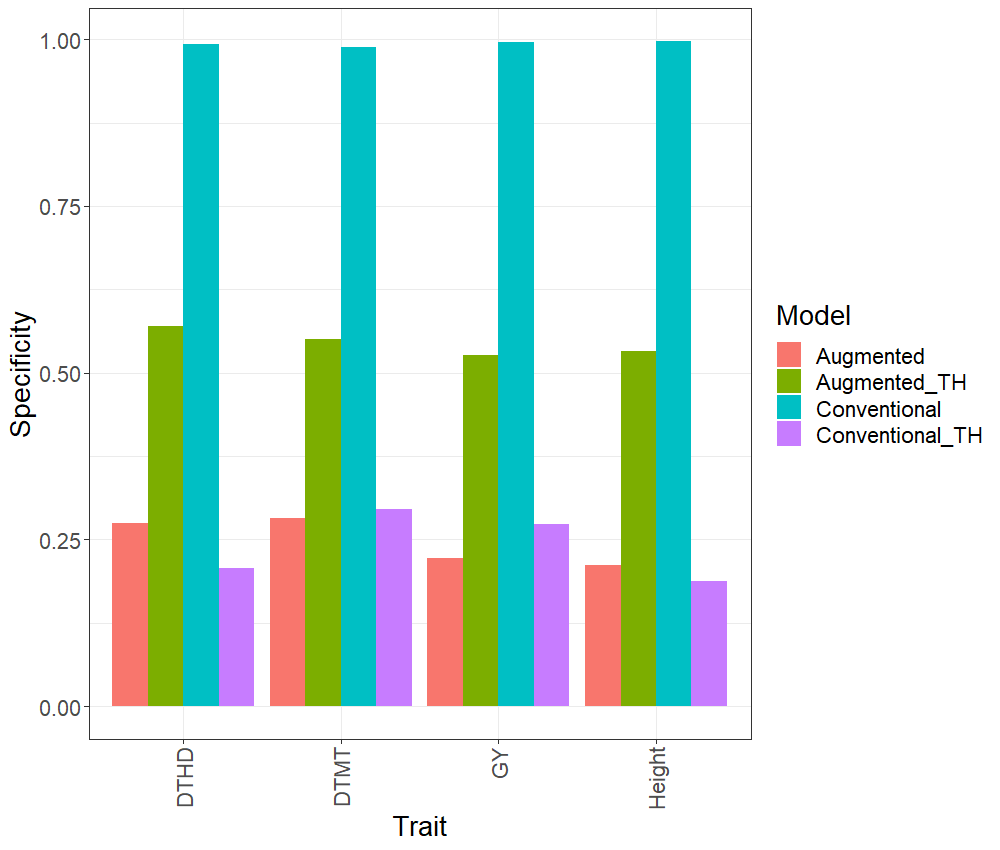 Specificity
1.00
0.75
0.50
0.25
0.00
DTHD
DTMT
GY
Height
Trait
Model
Augmented
Augmented_TH
Conventional
Conventional_TH